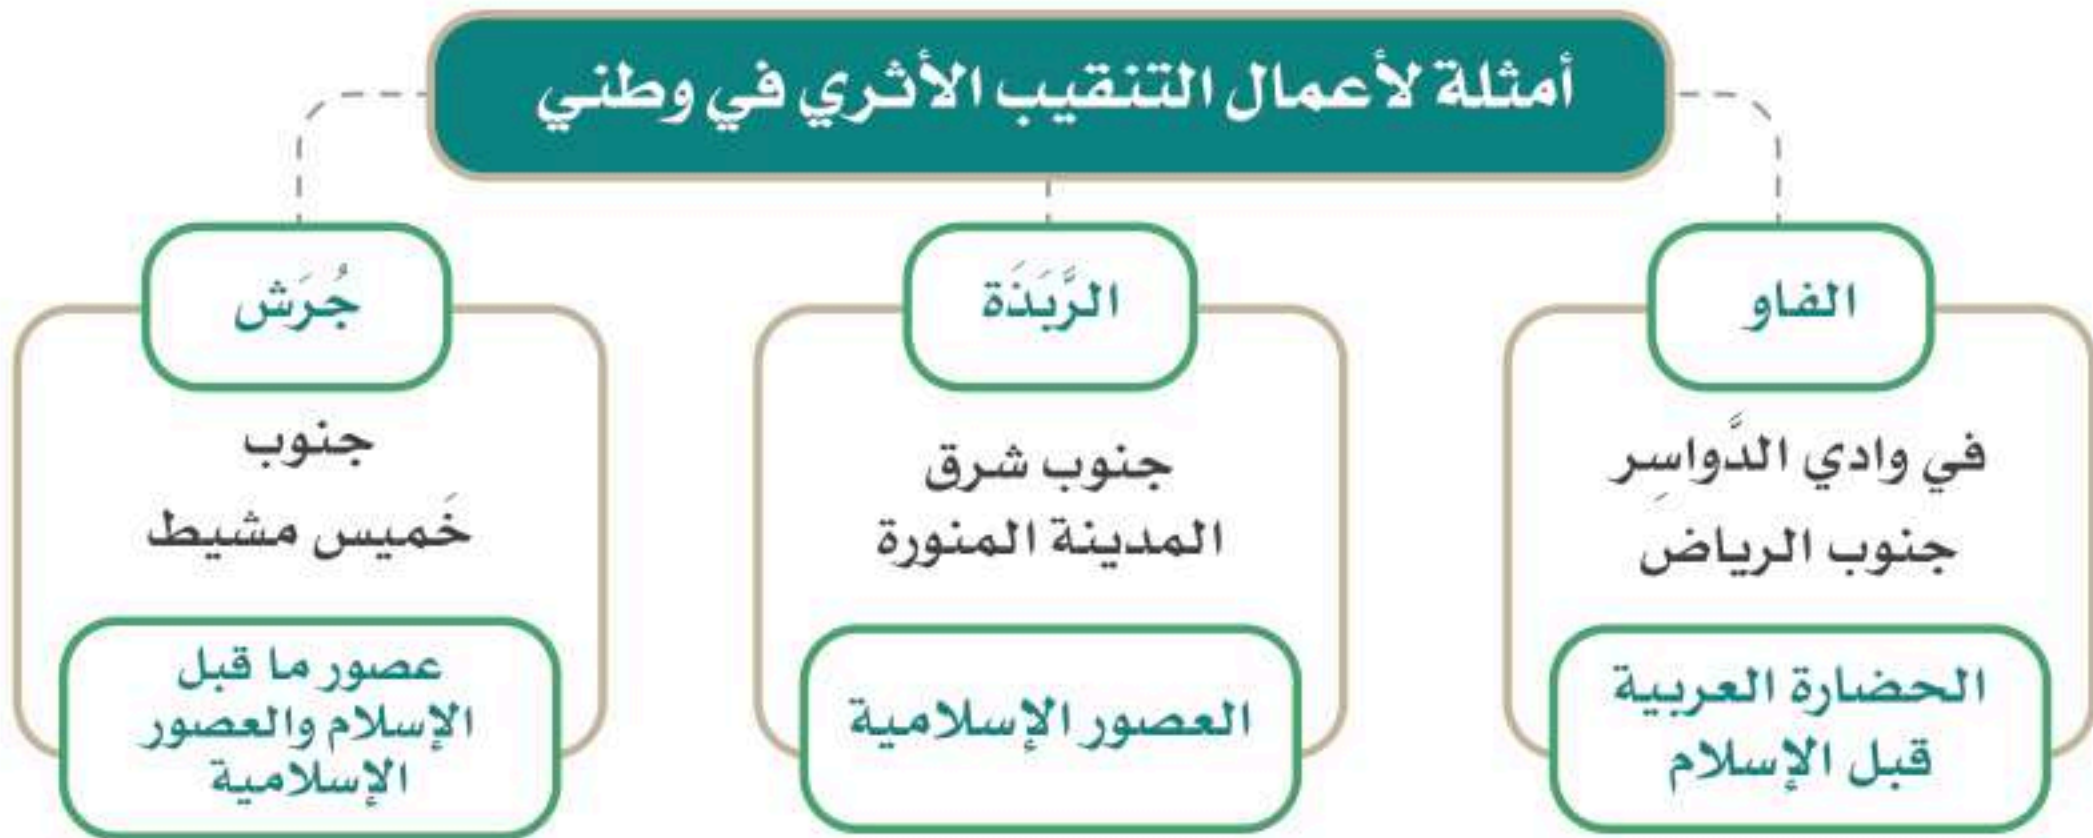 أمثلة لأعمال التنقيب الأثري في وطني
الفاو
في وادي الدَّواسِر
جنوب الرياض
الحضارة العربية
قبل الإسلام
الرَّبَذَة
جنوب شرق
المدينة المنورة
العصور الإسلامية
جُرَش
جنوب
خَميس مشيط
عصور ما قبل
الإسلام والعصور
الإسلامية